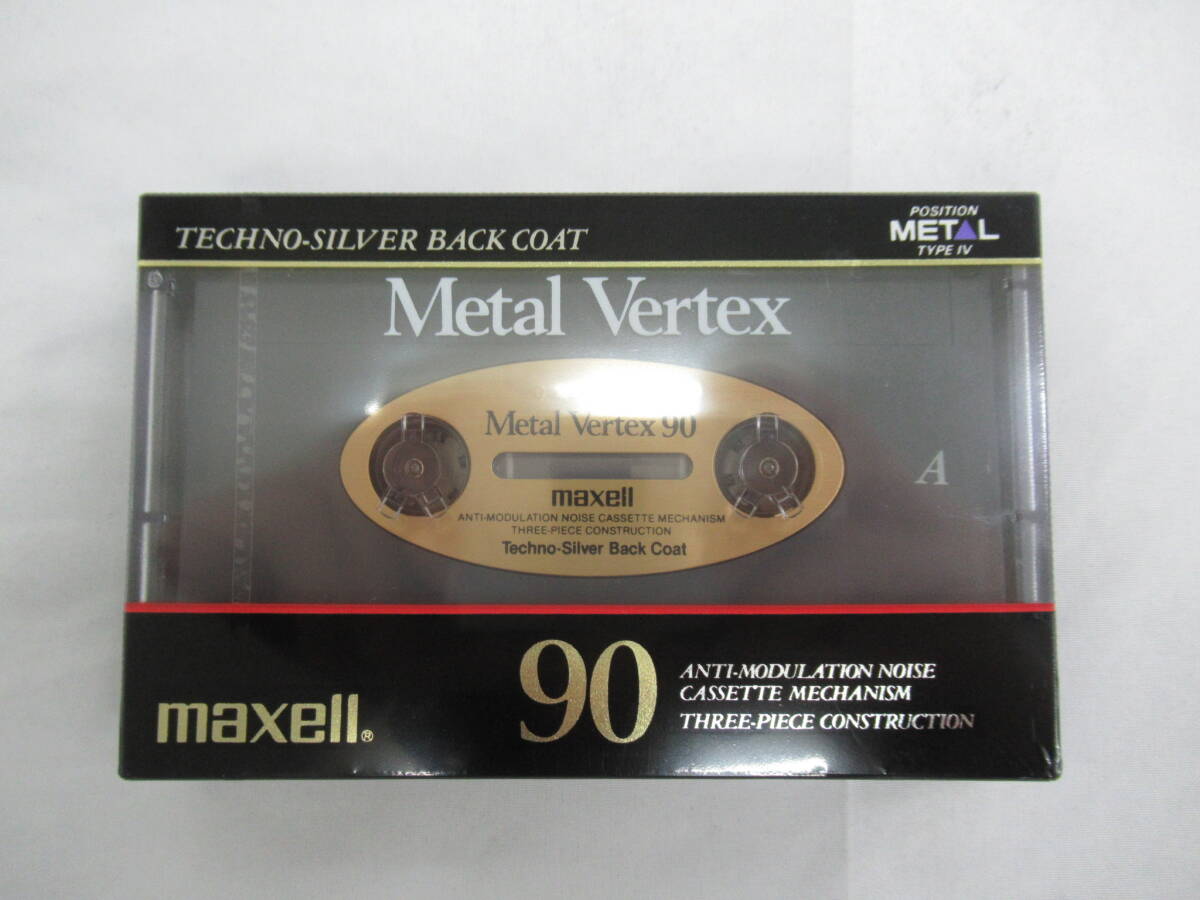 TECHNO-SILVER BACK COAT
POSITION
METAL
TYPE IV
Metal Vertex
Metal Vertex 90
A
maxell
ANTI-MODULATION NOISE CASSETTE MECHANISM
THREE-PIECE CONSTRUCTION
Techno-Silver Back Coat
maxell®
90
ANTI-MODULATION NOISE
CASSETTE MECHANISM
THREE-PIECE CONSTRUCTION